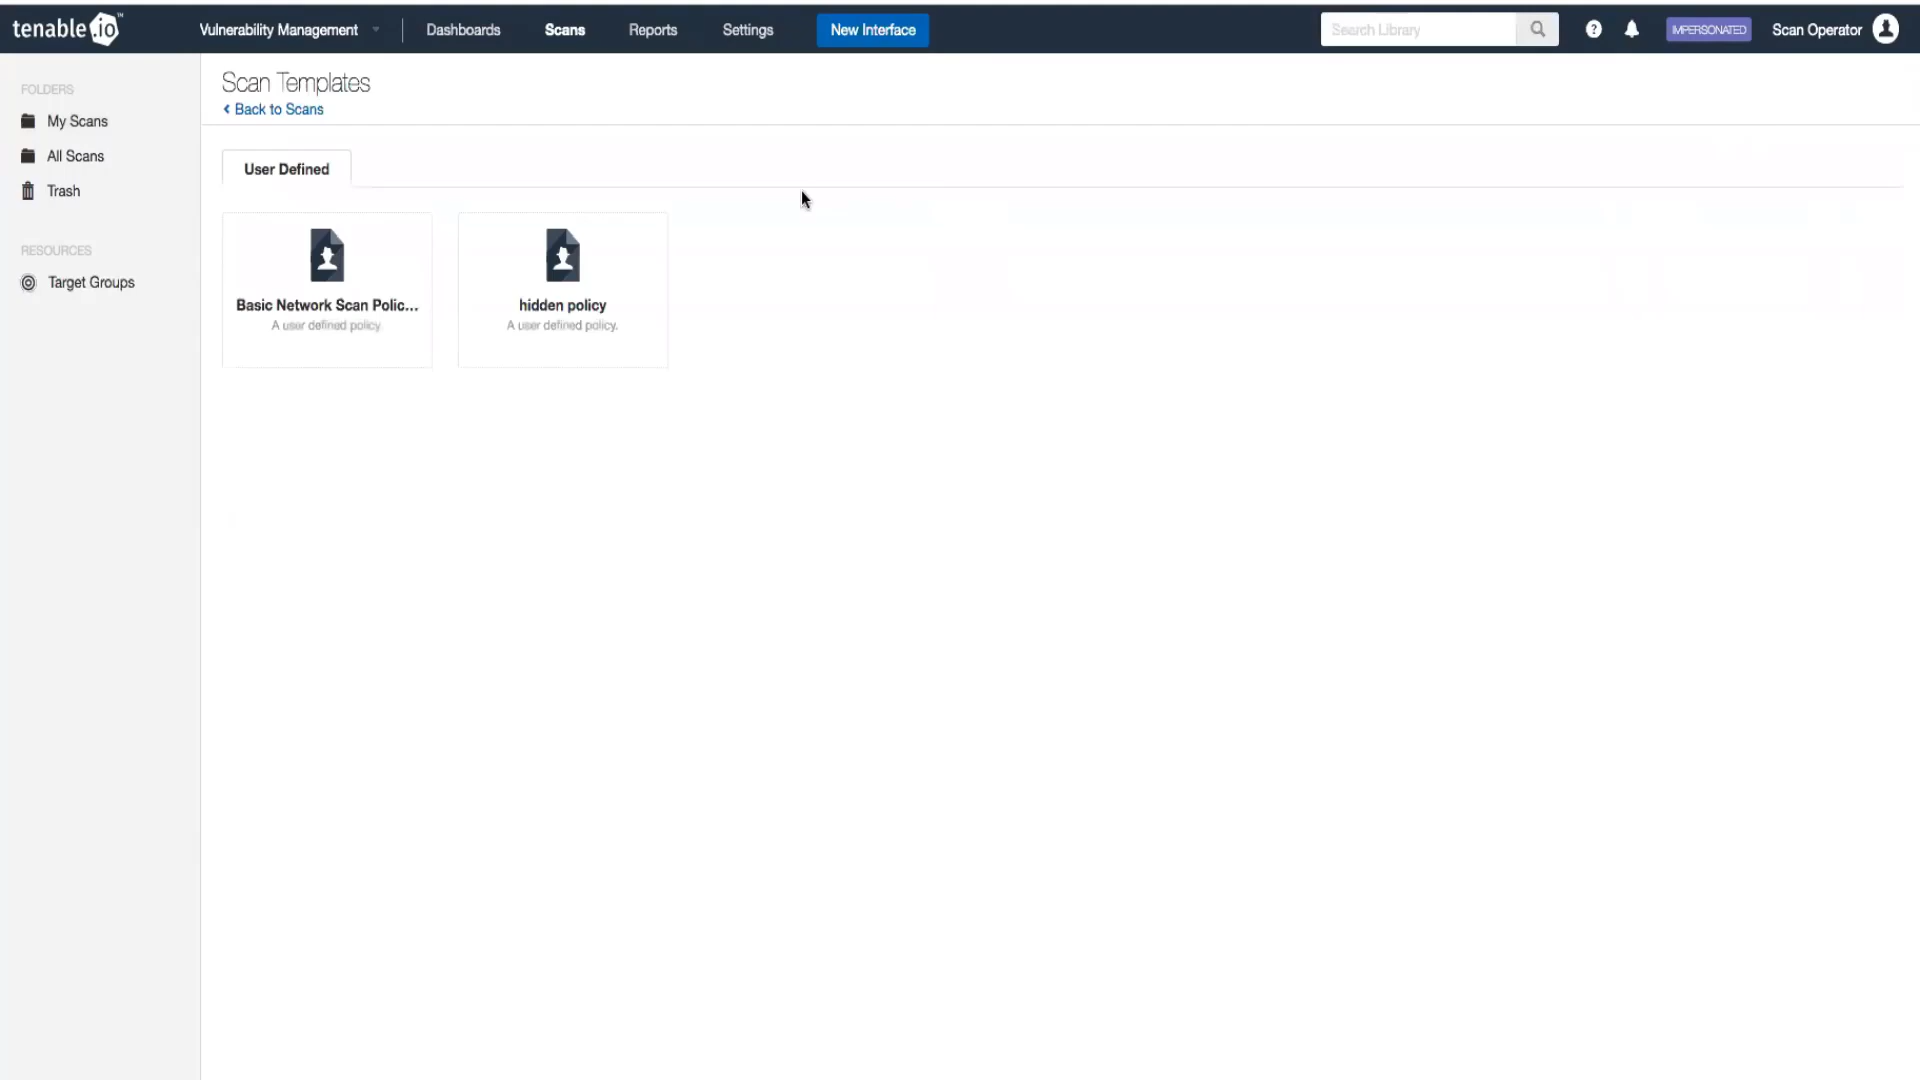 tenable.io™
Vulnerability Management
Dashboards
Scans
Reports
Settings
New Interface
Search Library
?
IMPERSONATED
Scan Operator
FOLDERS
My Scans
All Scans
Trash
RESOURCES
Target Groups
Scan Templates
Back to Scans
User Defined
Basic Network Scan Polic...
A user defined policy
hidden policy
A user defined policy.